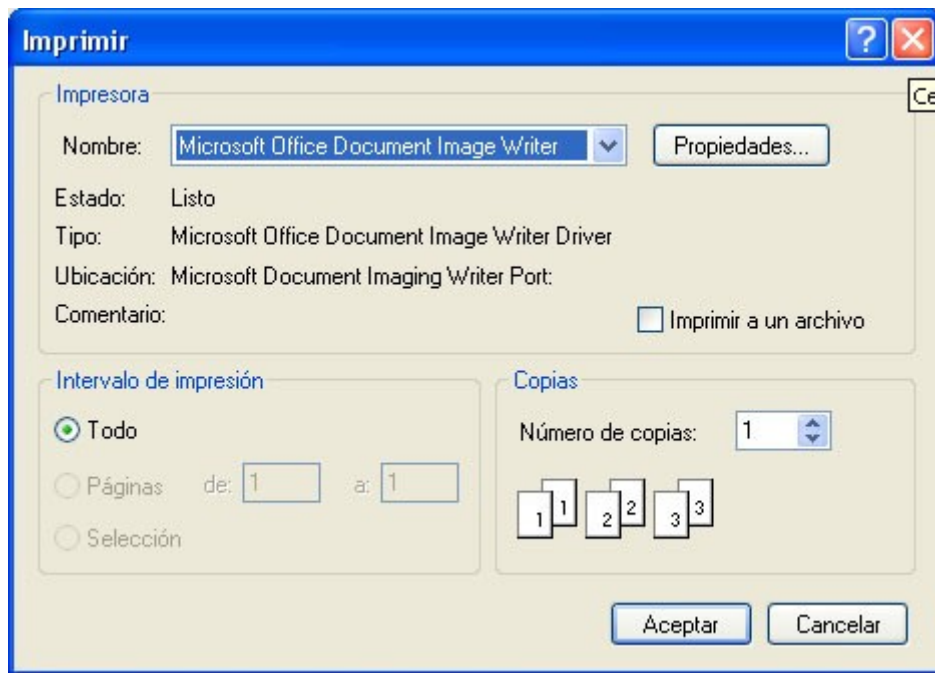 Imprimir
Impresora
Ce
Nombre: Microsoft Office Document Image Writer Propiedades...
Estado: Listo
Tipo: Microsoft Office Document Image Writer Driver
Ubicación: Microsoft Document Imaging Writer Port:
Comentario: Imprimir a un archivo
Intervalo de impresión Copias
Todo Número de copias: 1
Páginas de: 1 a: 1
1 1 2 2 3 3
Selección
Aceptar Cancelar